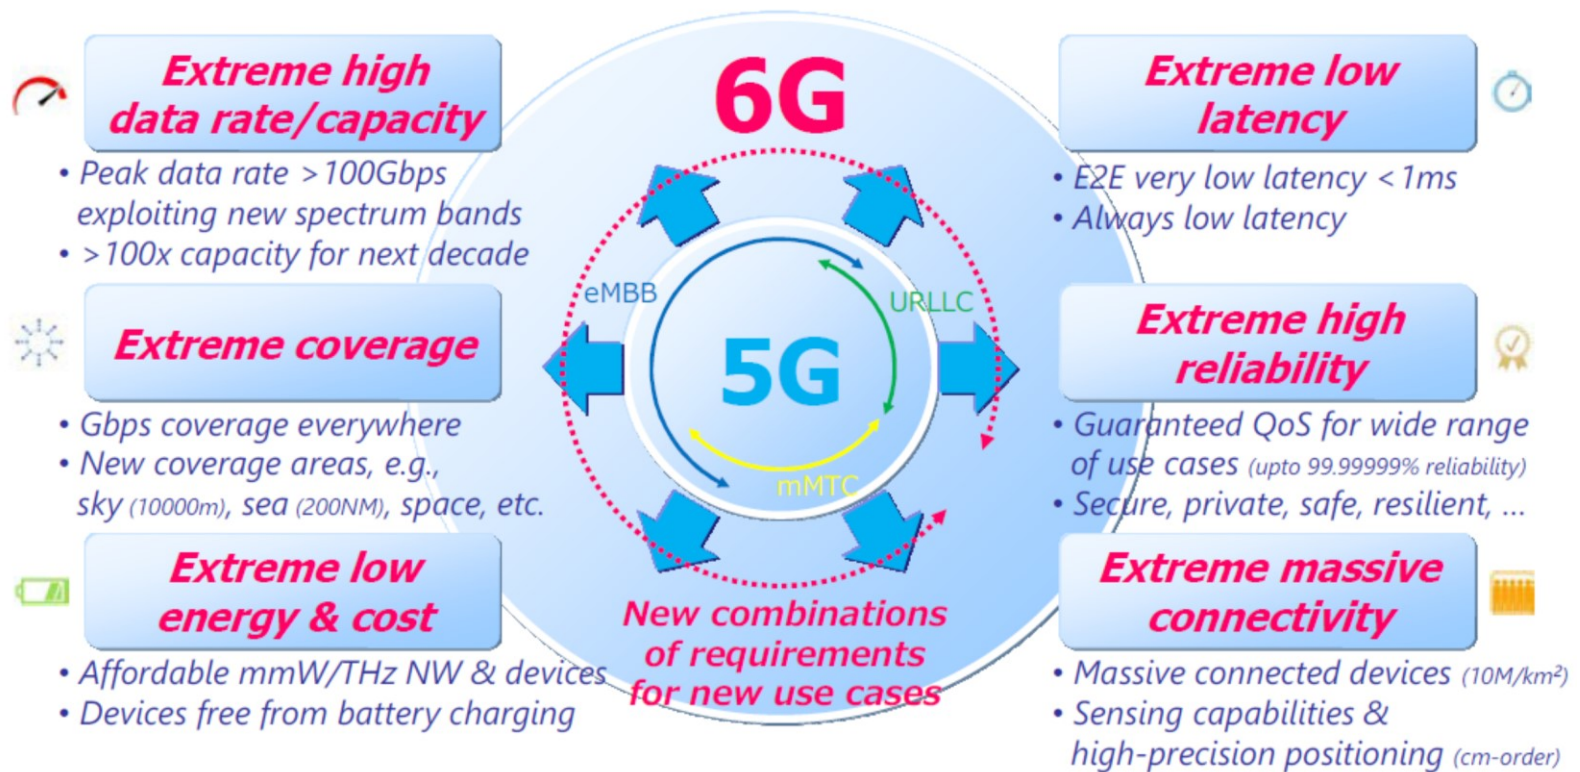 Extreme high
data rate/capacity
• Peak data rate >100Gbps
exploiting new spectrum bands
• >100x capacity for next decade
Extreme coverage
• Gbps coverage everywhere
• New coverage areas, e.g.,
sky (10000m), sea (200NM), space, etc.
Extreme low
energy & cost
• Affordable mmW/THz NW & devices
• Devices free from battery charging
6G
eMBB
URLLC
5G
mMTC
New combinations
of requirements
for new use cases
Extreme low
latency
• E2E very low latency <1ms
• Always low latency
Extreme high
reliability
• Guaranteed QoS for wide range
of use cases (upto 99.99999% reliability)
• Secure, private, safe, resilient, ...
Extreme massive
connectivity
• Massive connected devices (10M/km²)
• Sensing capabilities &
high-precision positioning (cm-order)